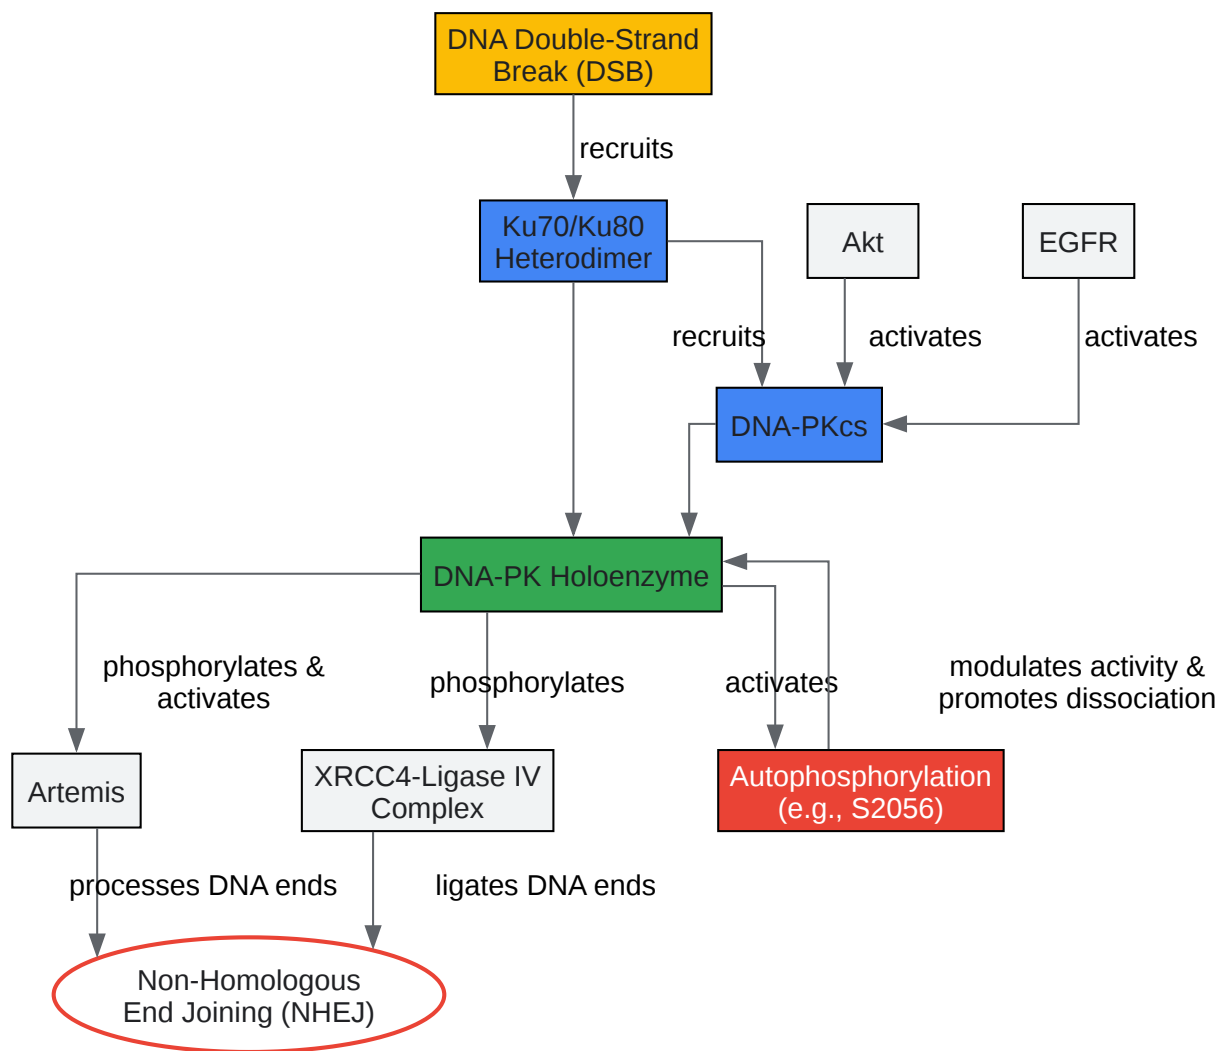 DNA Double-Strand
Break (DSB)
recruits
Ku70/Ku80
Heterodimer
Akt
EGFR
recruits
activates
activates
DNA-PKcs
DNA-PK Holoenzyme
phosphorylates &
activates
phosphorylates
activates
modulates activity &
promotes dissociation
Artemis
XRCC4-Ligase IV
Complex
Autophosphorylation
(e.g., S2056)
processes DNA ends
ligates DNA ends
Non-Homologous
End Joining (NHEJ)